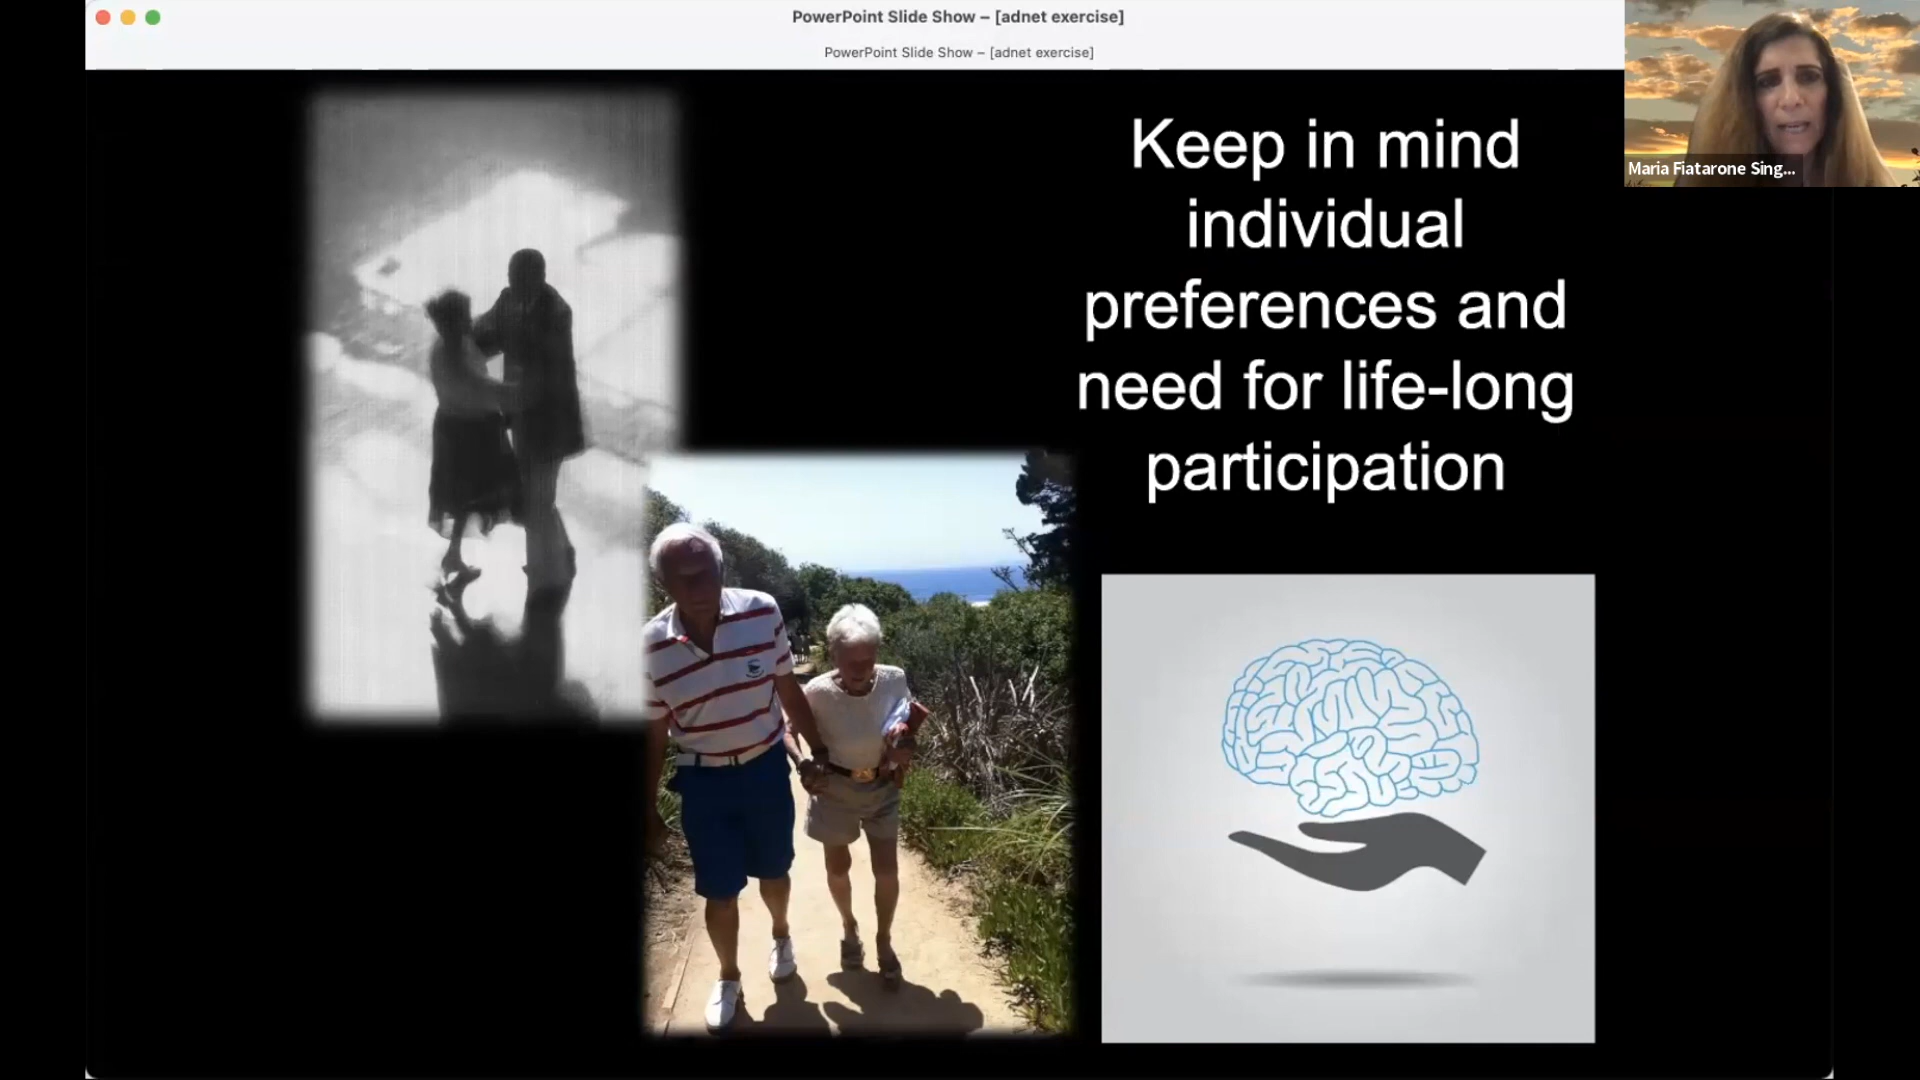 PowerPoint Slide Show – [adnet exercise]
PowerPoint Slide Show – [adnet exercise]
Maria Fiatarone Sing...
Keep in mind
individual
preferences and
need for life-long
participation